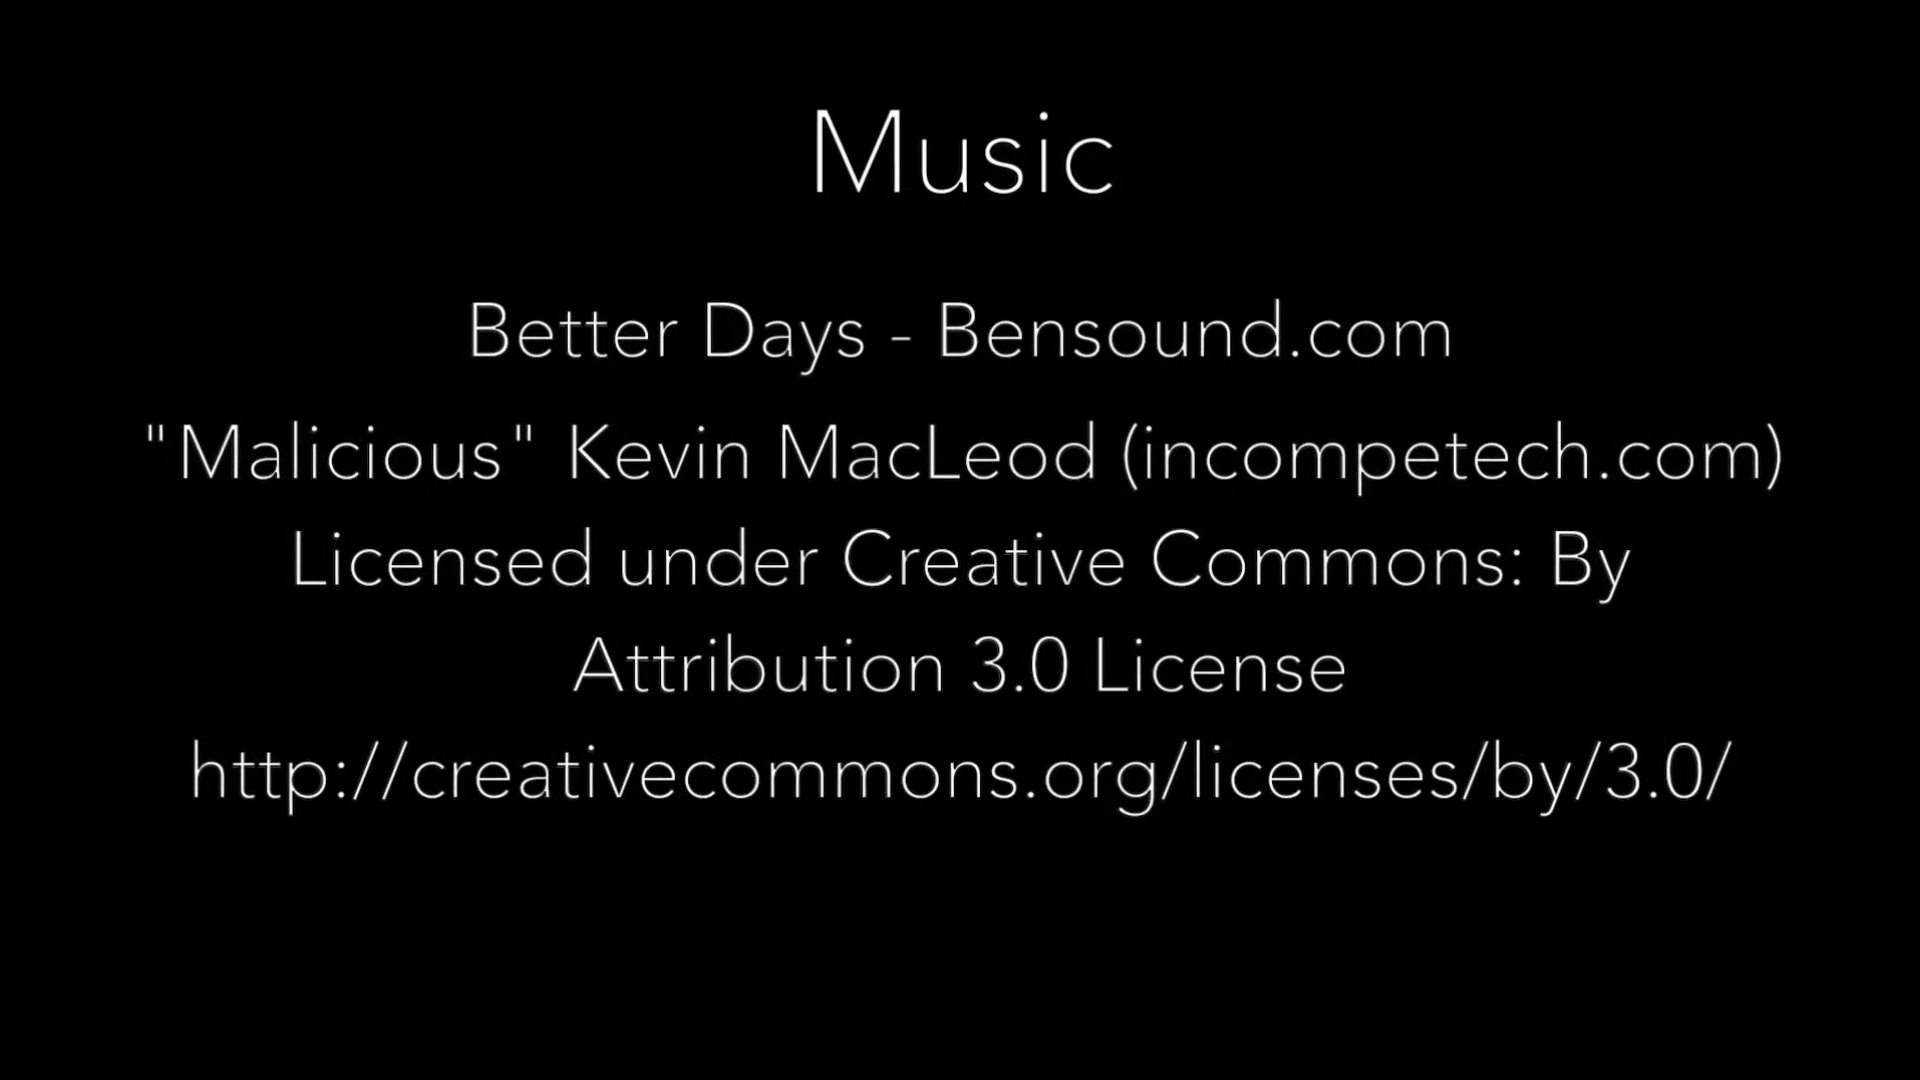 Music
Better Days - Bensound.com
"Malicious" Kevin MacLeod (incompetech.com)
Licensed under Creative Commons: By
Attribution 3.0 License
http://creativecommons.org/licenses/by/3.0/